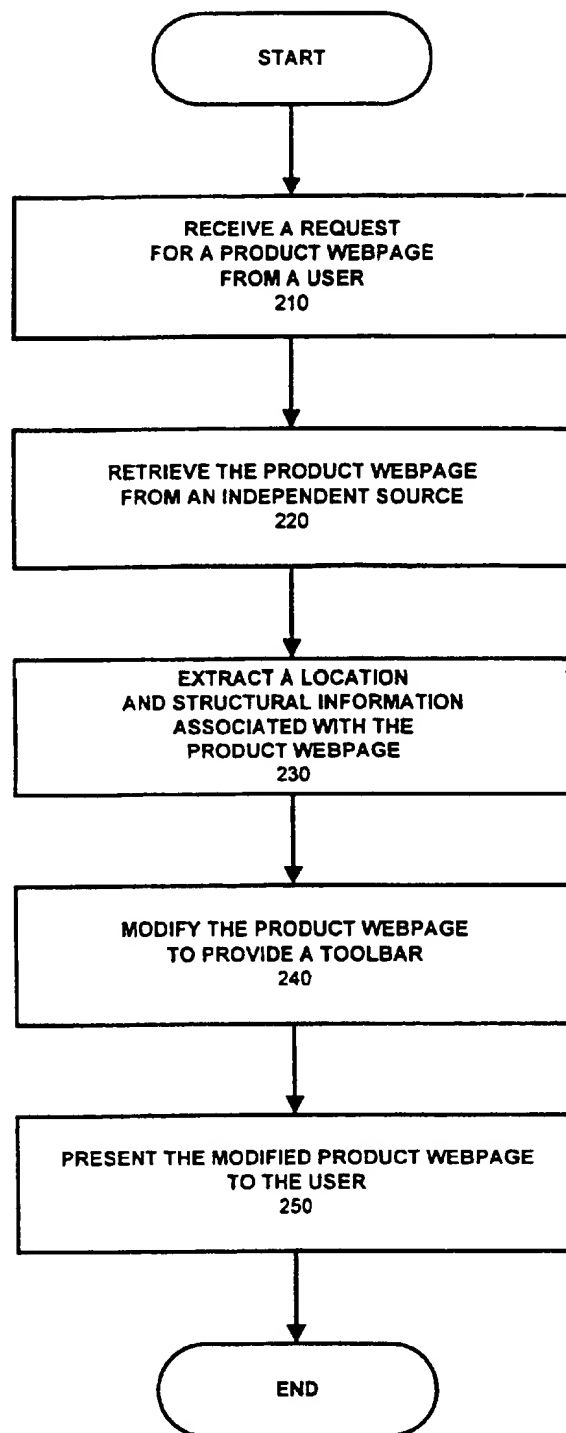 START
RECEIVE A REQUEST
FOR A PRODUCT WEBPAGE
FROM A USER
210
RETRIEVE THE PRODUCT WEBPAGE
FROM AN INDEPENDENT SOURCE
220
EXTRACT A LOCATION
AND STRUCTURAL INFORMATION
ASSOCIATED WITH THE
PRODUCT WEBPAGE
230
MODIFY THE PRODUCT WEBPAGE
TO PROVIDE A TOOLBAR
240
PRESENT THE MODIFIED PRODUCT WEBPAGE
TO THE USER
250
END